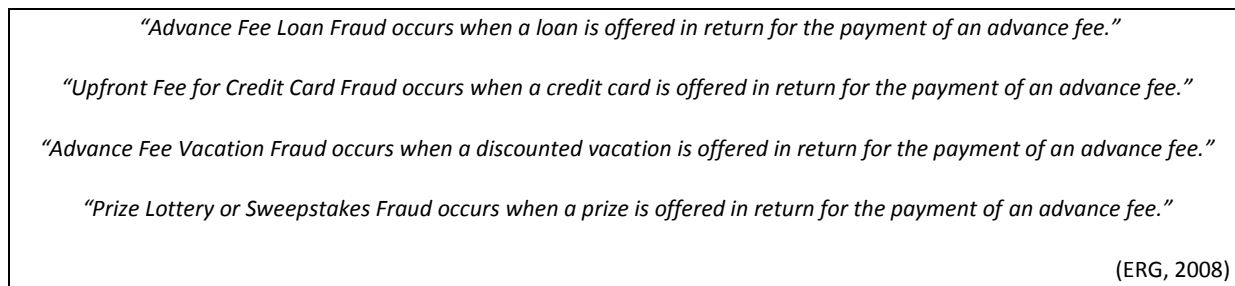 “Advance Fee Loan Fraud occurs when a loan is offered in return for the payment of an advance fee.”
“Upfront Fee for Credit Card Fraud occurs when a credit card is offered in return for the payment of an advance fee.”
“Advance Fee Vacation Fraud occurs when a discounted vacation is offered in return for the payment of an advance fee.”
“Prize Lottery or Sweepstakes Fraud occurs when a prize is offered in return for the payment of an advance fee.”
(ERG, 2008)